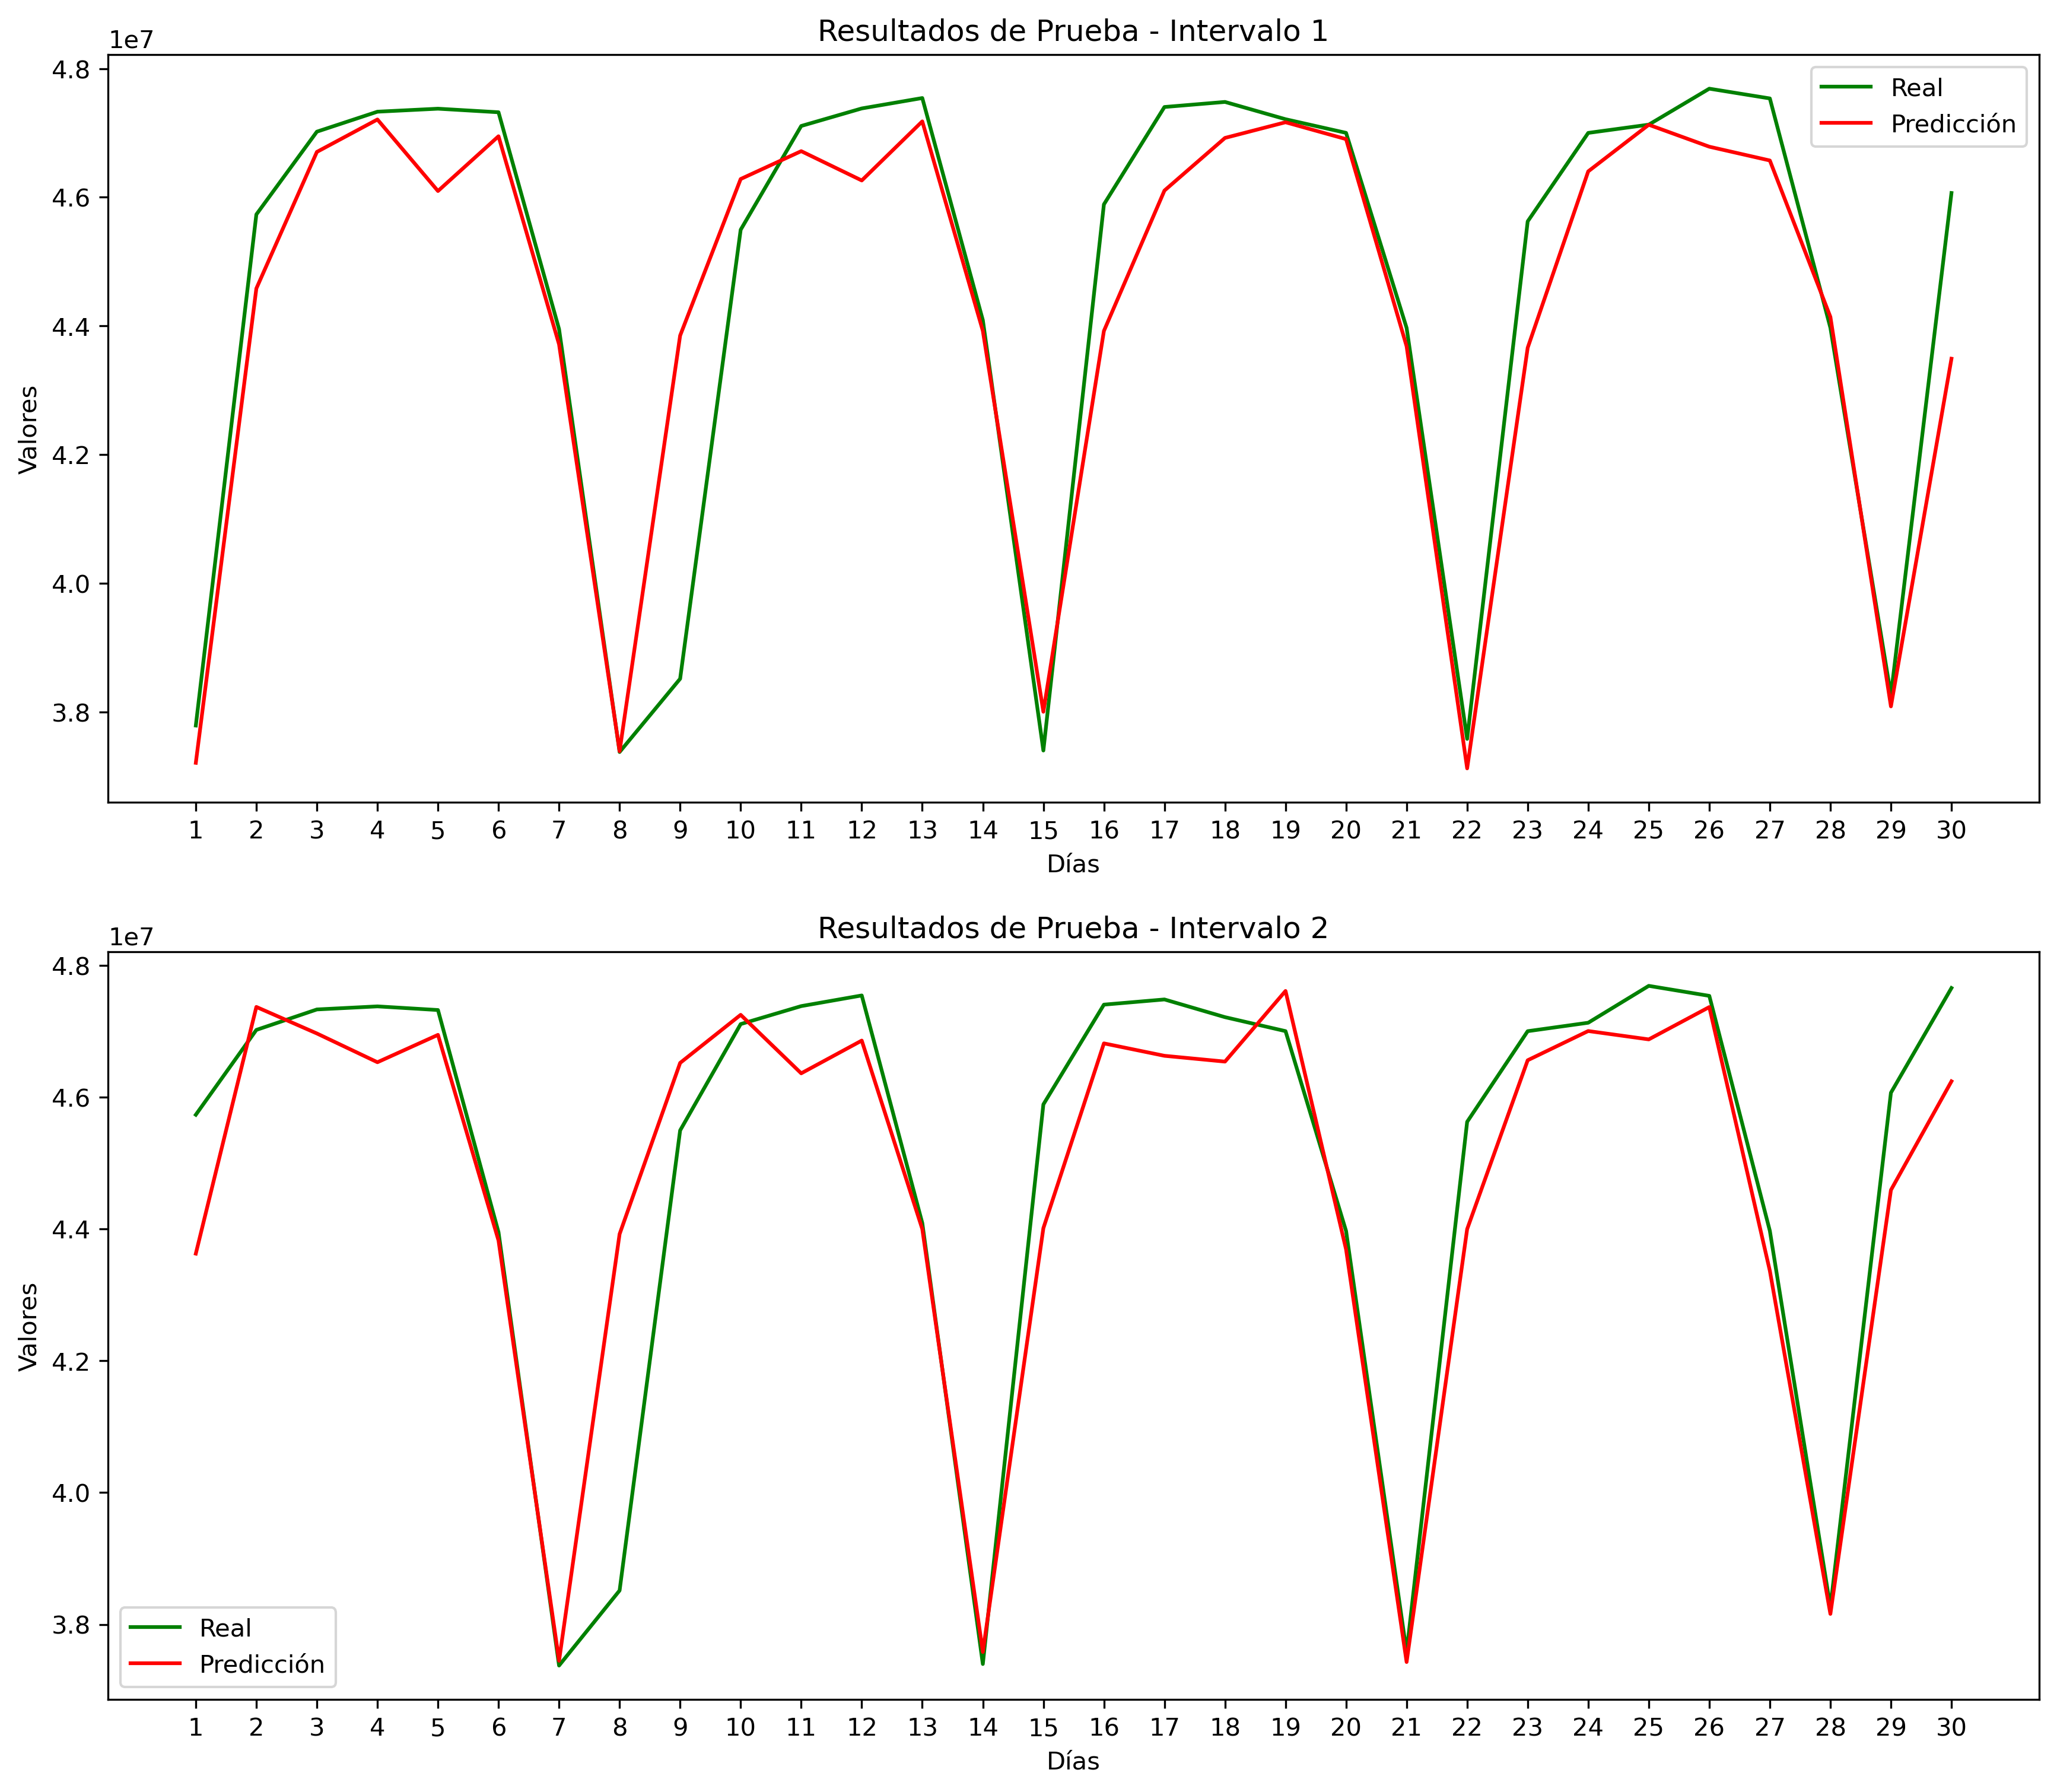 Resultados de Prueba - Intervalo 1
1e7
4.8
4.6
4.4
4.2
4.0
3.8
Valores
Real
Predicción
1 2 3 4 5 6 7 8 9 10 11 12 13 14 15 16 17 18 19 20 21 22 23 24 25 26 27 28 29 30
Días
Resultados de Prueba - Intervalo 2
1e7
4.8
4.6
4.4
4.2
4.0
3.8
Valores
Real
Predicción
1 2 3 4 5 6 7 8 9 10 11 12 13 14 15 16 17 18 19 20 21 22 23 24 25 26 27 28 29 30
Días